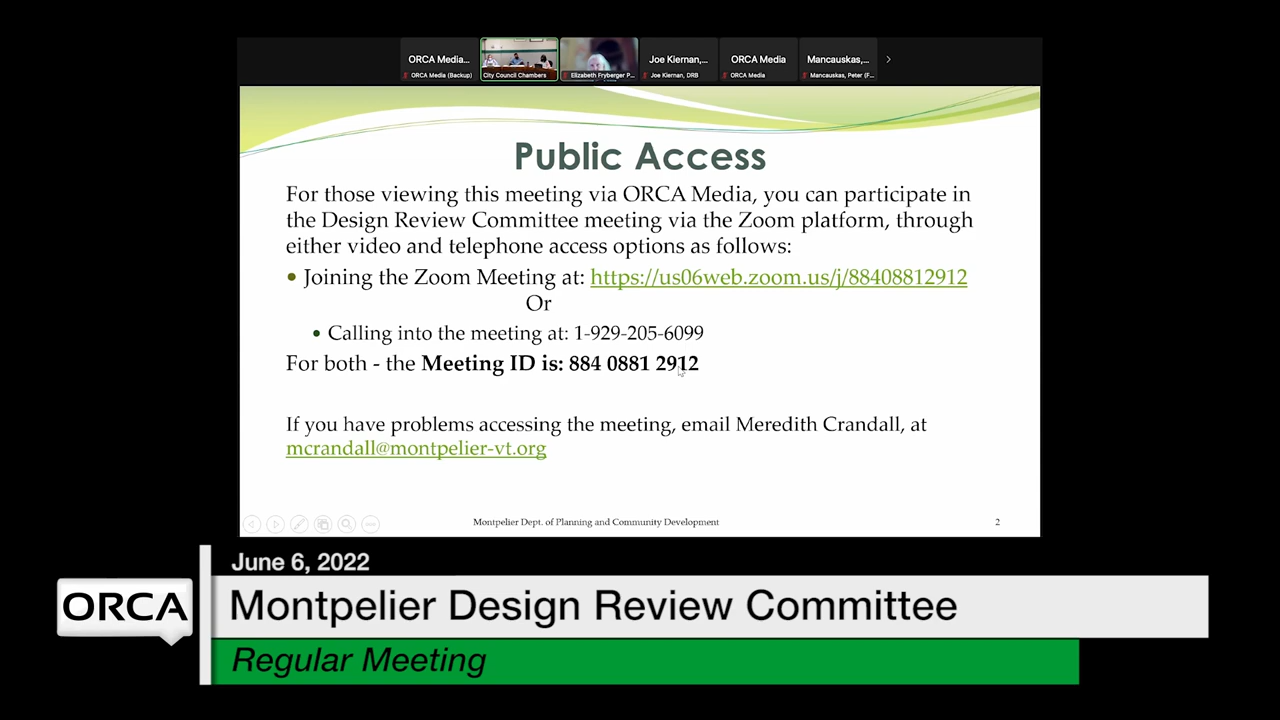 ORCA Media...
ORCA Media (Backup)
City Council Chambers
Elizabeth Fryberger P...
Joe Kiernan,...
Joe Kiernan, DRB
ORCA Media
ORCA Media
Mancauskas,...
Mancauskas, Peter (F...
Public Access
For those viewing this meeting via ORCA Media, you can participate in
the Design Review Committee meeting via the Zoom platform, through
either video and telephone access options as follows:
• Joining the Zoom Meeting at: https://us06web.zoom.us/j/88408812912
Or
• Calling into the meeting at: 1-929-205-6099
For both - the Meeting ID is: 884 0881 2912
If you have problems accessing the meeting, email Meredith Crandall, at
mcrandall@montpelier-vt.org
Montpelier Dept. of Planning and Community Development
2
June 6, 2022
ORCA
Montpelier Design Review Committee
Regular Meeting